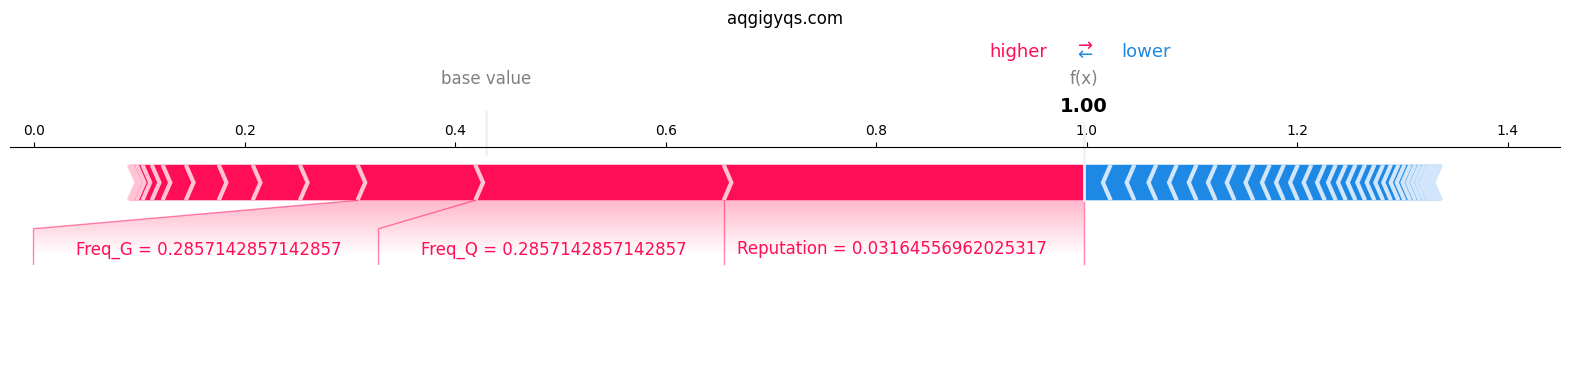 aqgigyqs.com
higher ⇄ lower
base value f(x)
1.00
0.0 0.2 0.4 0.6 0.8 1.0 1.2 1.4
Freq_G = 0.2857142857142857 Freq_Q = 0.2857142857142857 Reputation = 0.03164556962025317